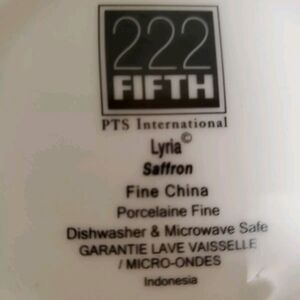 222
FIFTH
PTS International
Lyria©
Saffron
Fine China
Porcelaine Fine
Dishwasher & Microwave Safe
GARANTIE LAVE VAISSELLE
/ MICRO-ONDES
Indonesia